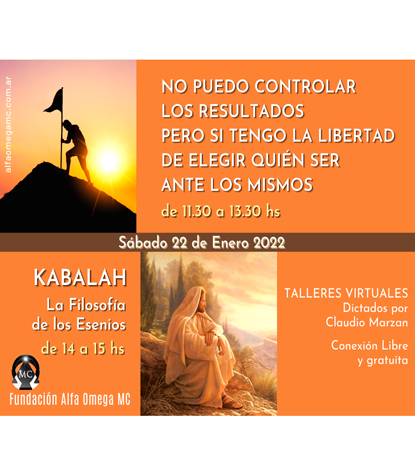 alfaomegamc.com.ar
NO PUEDO CONTROLAR
LOS RESULTADOS
PERO SI TENGO LA LIBERTAD
DE ELEGIR QUIÉN SER
ANTE LOS MISMOS
de 11.30 a 13.30 hs
Sábado 22 de Enero 2022
KABALAH
La Filosofía
de los Esenios
de 14 a 15 hs
MC
Fundación Alfa Omega MC
TALLERES VIRTUALES
Dictados por
Claudio Marzan
Conexión Libre
y gratuita